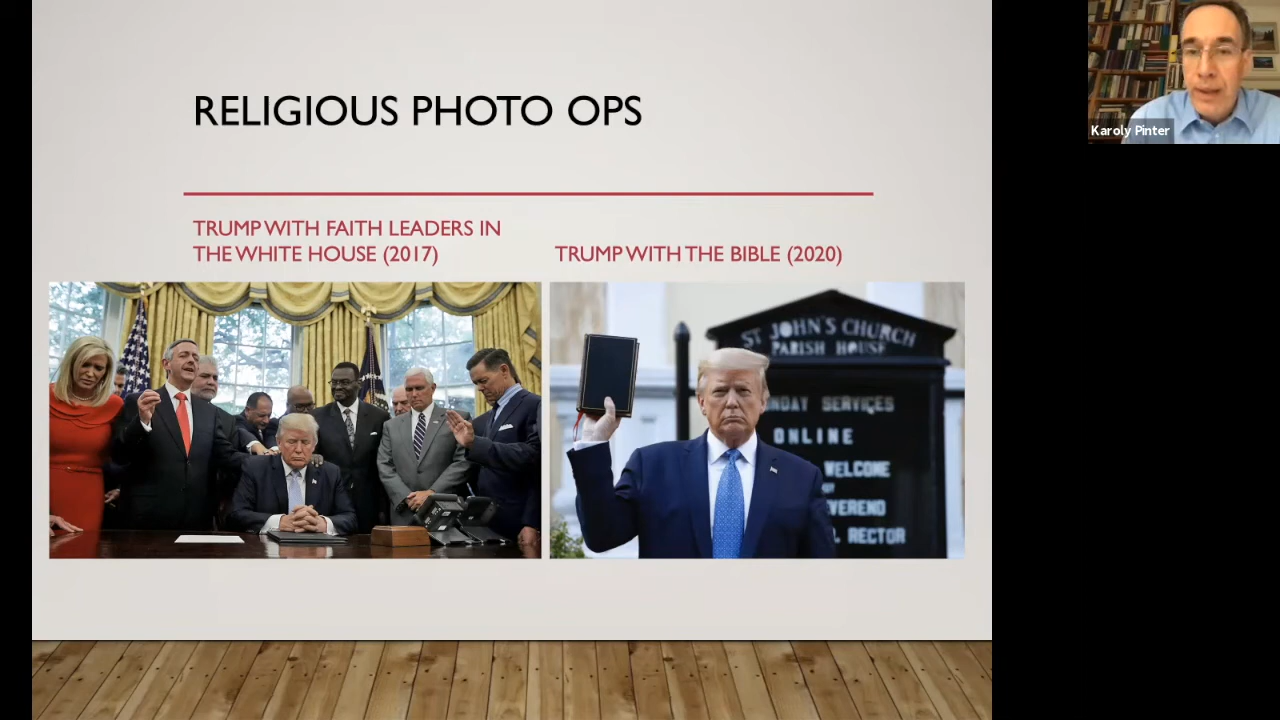 RELIGIOUS PHOTO OPS
TRUMP WITH FAITH LEADERS IN
THE WHITE HOUSE (2017)
TRUMP WITH THE BIBLE (2020)
ST JOHN'S CHURCH
PARISH HOUSE
SERVICES
ONLINE
WELCOME
RECTOR
Karoly Pinter